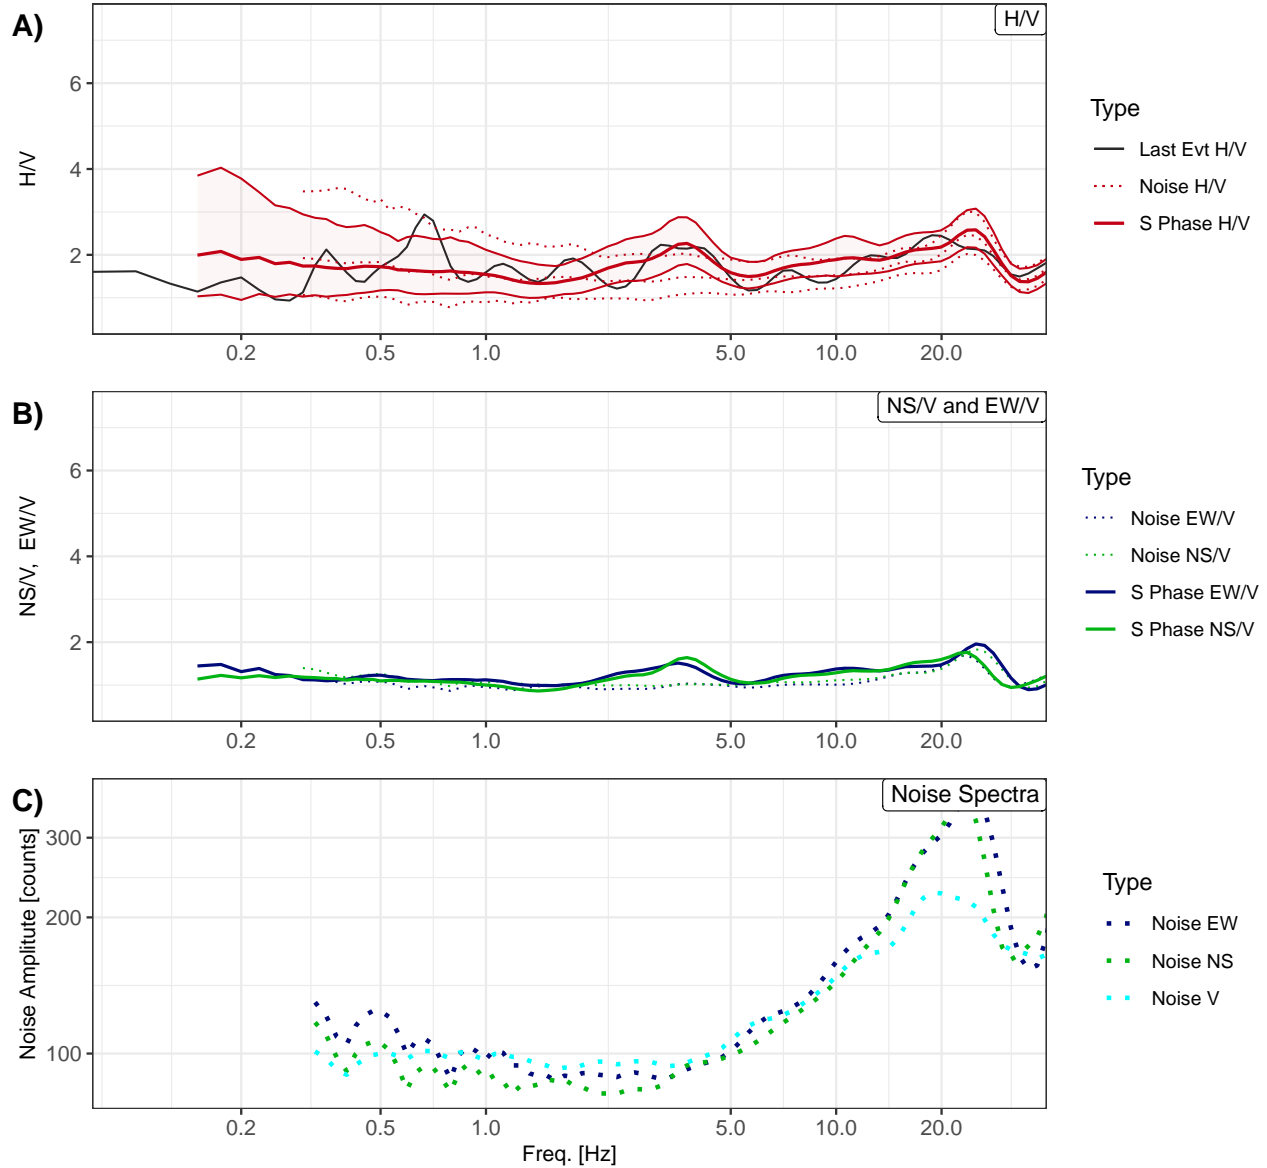 A)
H/V
6
4
2
H/V
0.2 0.5 1.0 5.0 10.0 20.0
Type
Last Evt H/V
Noise H/V
S Phase H/V
B)
NS/V and EW/V
6
4
2
NS/V,  EW/V
0.2 0.5 1.0 5.0 10.0 20.0
Type
Noise EW/V
Noise NS/V
S Phase EW/V
S Phase NS/V
C)
Noise Spectra
300
200
100
Noise Amplitute [counts]
0.2 0.5 1.0 5.0 10.0 20.0
Freq. [Hz]
Type
Noise EW
Noise NS
Noise V